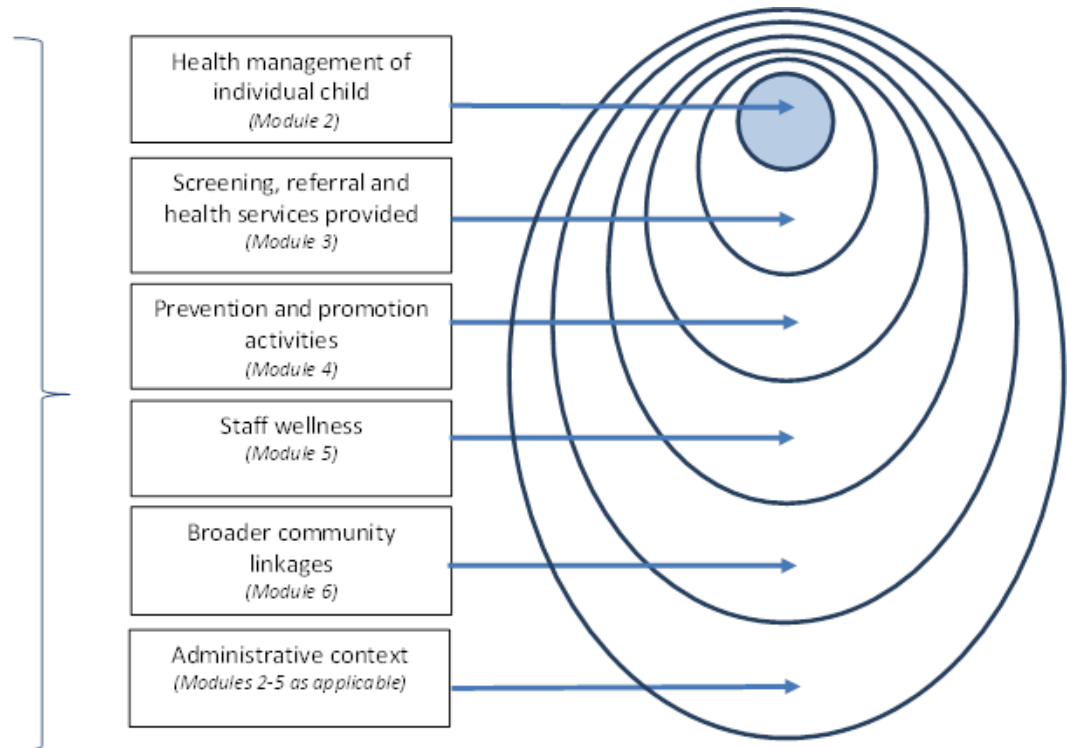 Health management of
individual child
(Module 2)
Screening, referral and
health services provided
(Module 3)
Prevention and promotion
activities
(Module 4)
Staff wellness
(Module 5)
Broader community
linkages
(Module 6)
Administrative context
(Modules 2-5 as applicable)